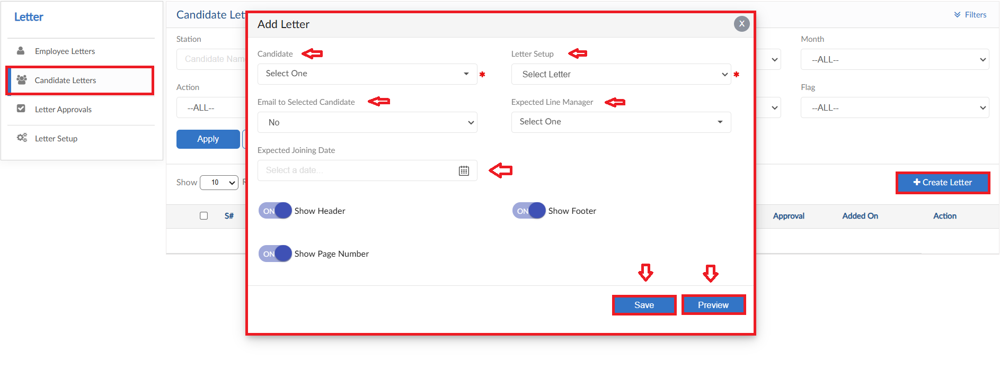 Letter
Employee Letters
Candidate Letters
Letter Approvals
Letter Setup
Candidate Let
Filters
Station
Candidate Nam
Month
--ALL--
Action
--ALL--
Flag
--ALL--
Apply
Show 10
Create Letter
S#
Approval
Added On
Action
Add Letter
X
Candidate
Letter Setup
Select One *
Select Letter *
Email to Selected Candidate
Expected Line Manager
No
Select One
Expected Joining Date
Select a date...
ON Show Header
ON Show Footer
ON Show Page Number
Save
Preview